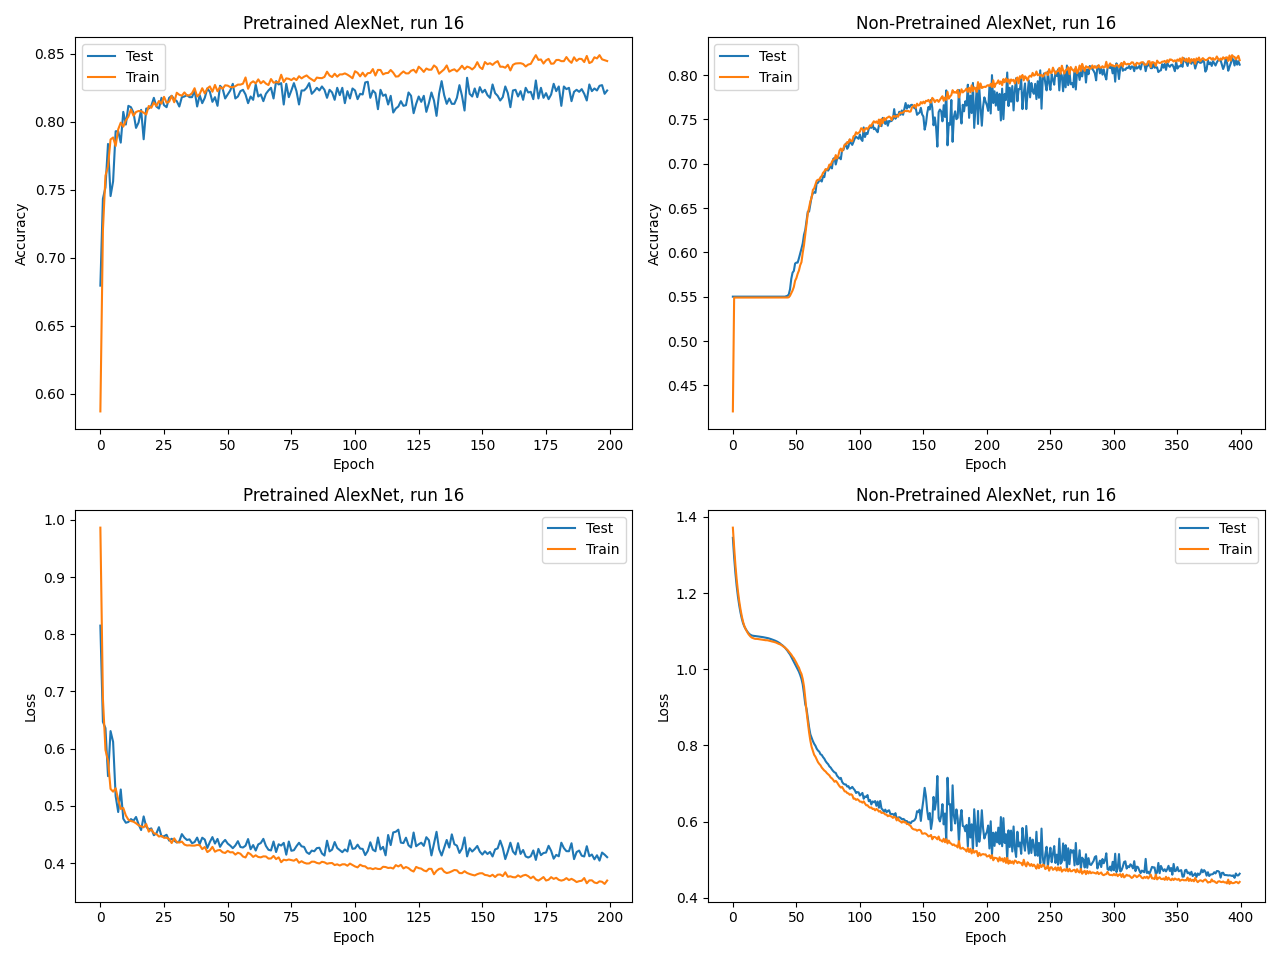 Pretrained AlexNet, run 16
Test
Train
0.85
0.80
0.75
0.70
0.65
0.60
Accuracy
0 25 50 75 100 125 150 175 200
Epoch
Non-Pretrained AlexNet, run 16
Test
Train
0.80
0.75
0.70
0.65
0.60
0.55
0.50
0.45
Accuracy
0 50 100 150 200 250 300 350 400
Epoch
Pretrained AlexNet, run 16
Test
Train
1.0
0.9
0.8
0.7
0.6
0.5
0.4
Loss
0 25 50 75 100 125 150 175 200
Epoch
Non-Pretrained AlexNet, run 16
Test
Train
1.4
1.2
1.0
0.8
0.6
0.4
Loss
0 50 100 150 200 250 300 350 400
Epoch